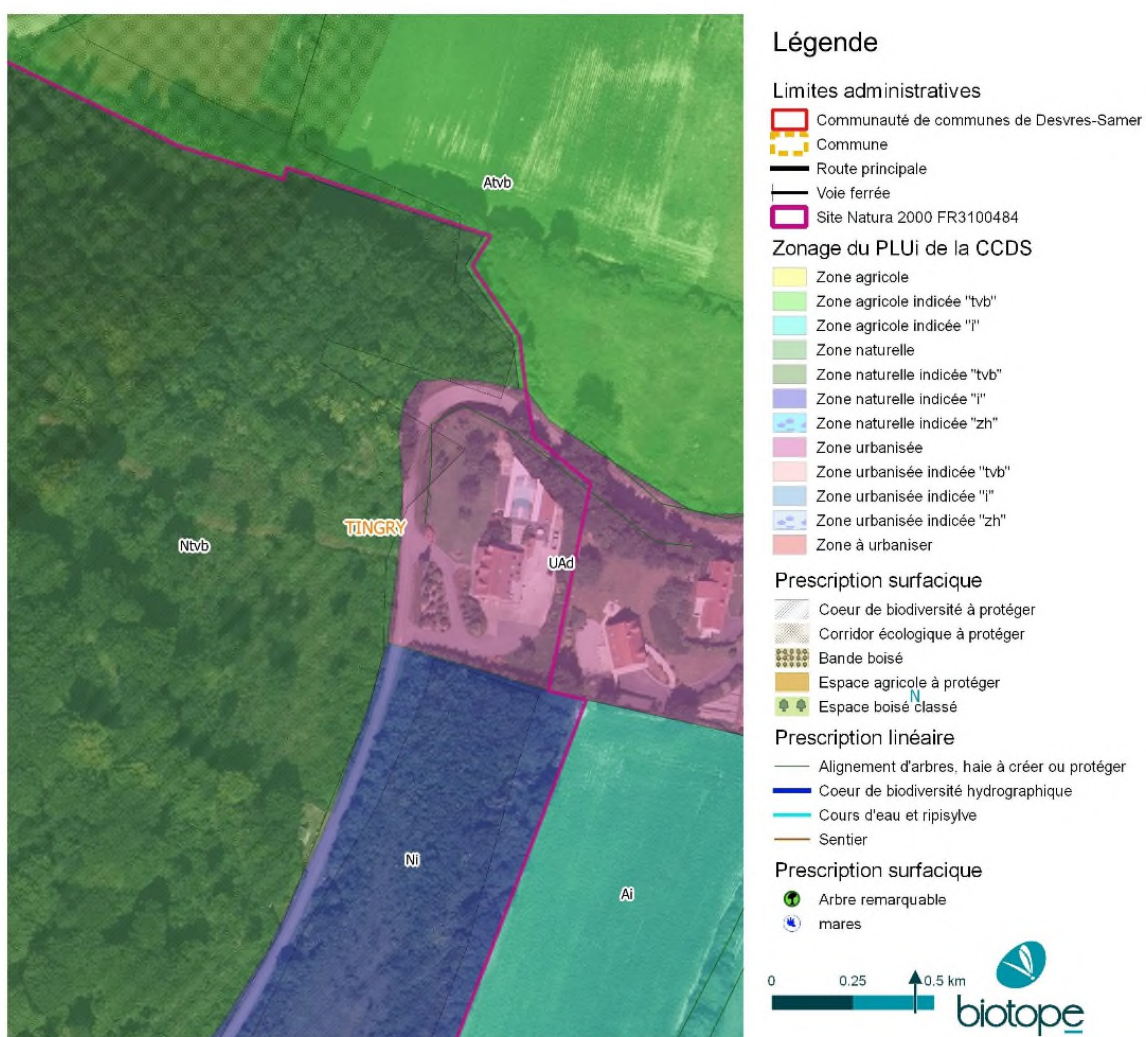 Atvb
TINGRY
Ntvb
UAd
Ni
Ai
Légende
Limites administratives
Communauté de communes de Desvres-Samer
Commune
Route principale
Voie ferrée
Site Natura 2000 FR3100484
Zonage du PLUi de la CCDS
Zone agricole
Zone agricole indicée "tvb"
Zone agricole indicée "i"
Zone naturelle
Zone naturelle indicée "tvb"
Zone naturelle indicée "i"
Zone naturelle indicée "zh"
Zone urbanisée
Zone urbanisée indicée "tvb"
Zone urbanisée indicée "i"
Zone urbanisée indicée "zh"
Zone à urbaniser
Prescription surfacique
Coeur de biodiversité à protéger
Corridor écologique à protéger
Bande boisé
Espace agricole à protéger
N
Espace boisé classé
Prescription linéaire
Alignement d'arbres, haie à créer ou protéger
Coeur de biodiversité hydrographique
Cours d'eau et ripisylve
Sentier
Prescription surfacique
Arbre remarquable
mares
0 0.25 0.5 km
biotope